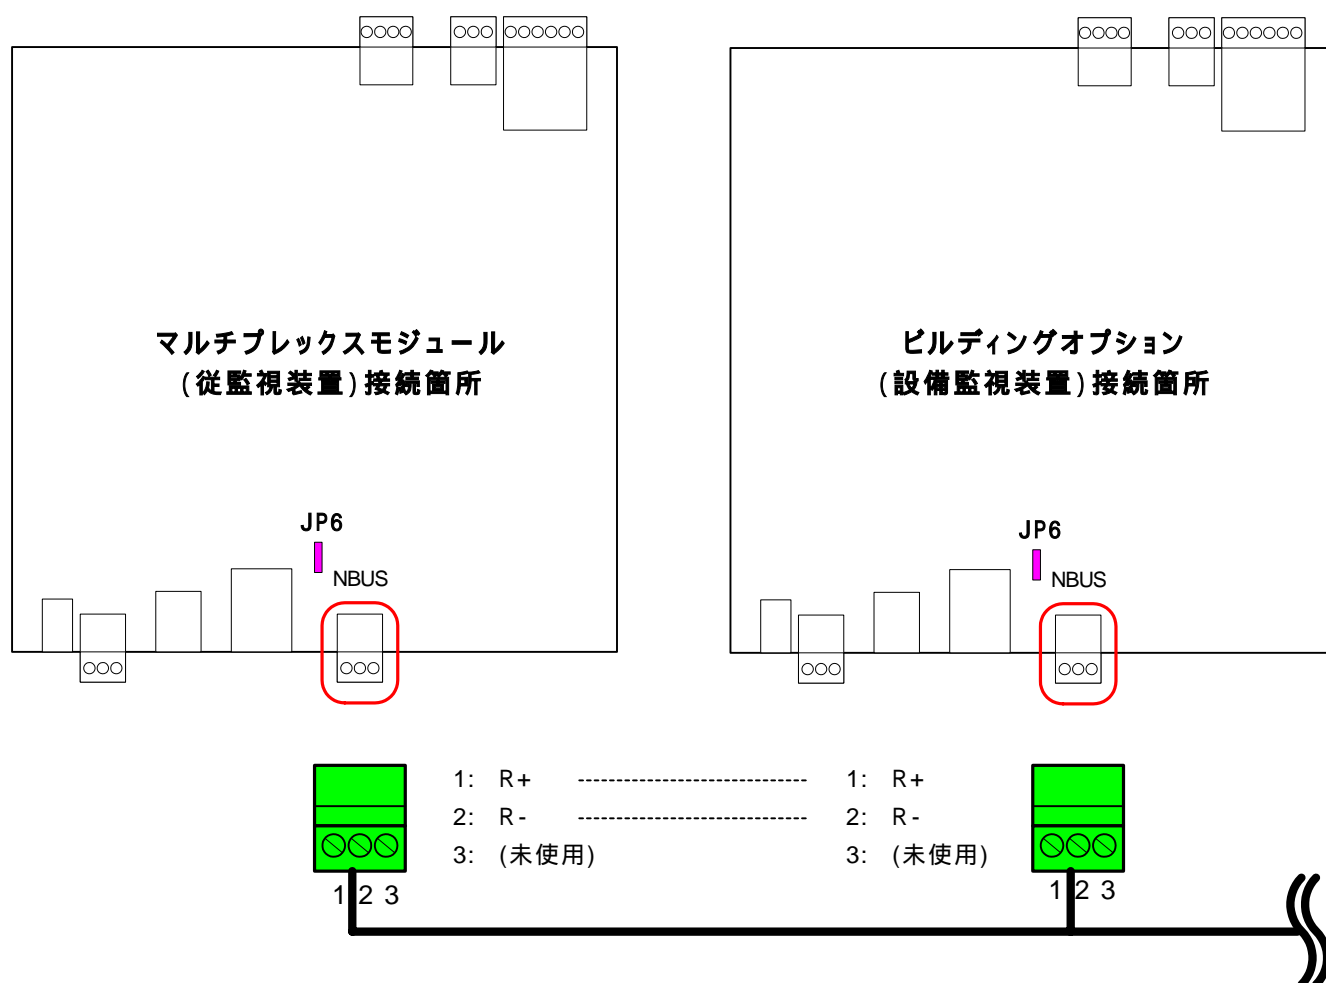 マルチプレックスモジュール
(従監視装置)接続箇所
ビルディングオプション
(設備監視装置)接続箇所
JP6
NBUS
JP6
NBUS
1: R+ ------------------------------ 1: R+
2: R- ------------------------------ 2: R-
3: (未使用) 3: (未使用)
1 2 3
1 2 3